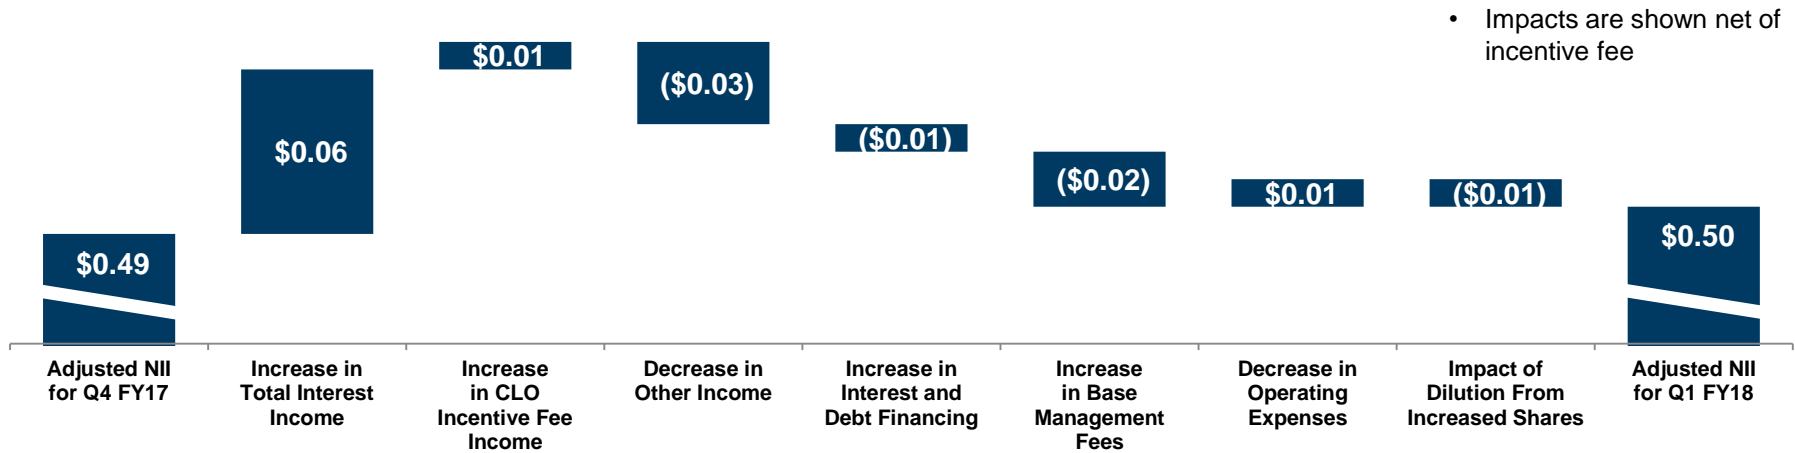 • Impacts are shown net of
incentive fee
$0.49
$0.06
$0.01
($0.03)
($0.01)
($0.02)
$0.01
($0.01)
$0.50
Adjusted NII
for Q4 FY17
Increase in
Total Interest
Income
Increase
in CLO
Incentive Fee
Income
Decrease in
Other Income
Increase in
Interest and
Debt Financing
Increase
in Base
Management
Fees
Decrease in
Operating
Expenses
Impact of
Dilution From
Increased Shares
Adjusted NII
for Q1 FY18